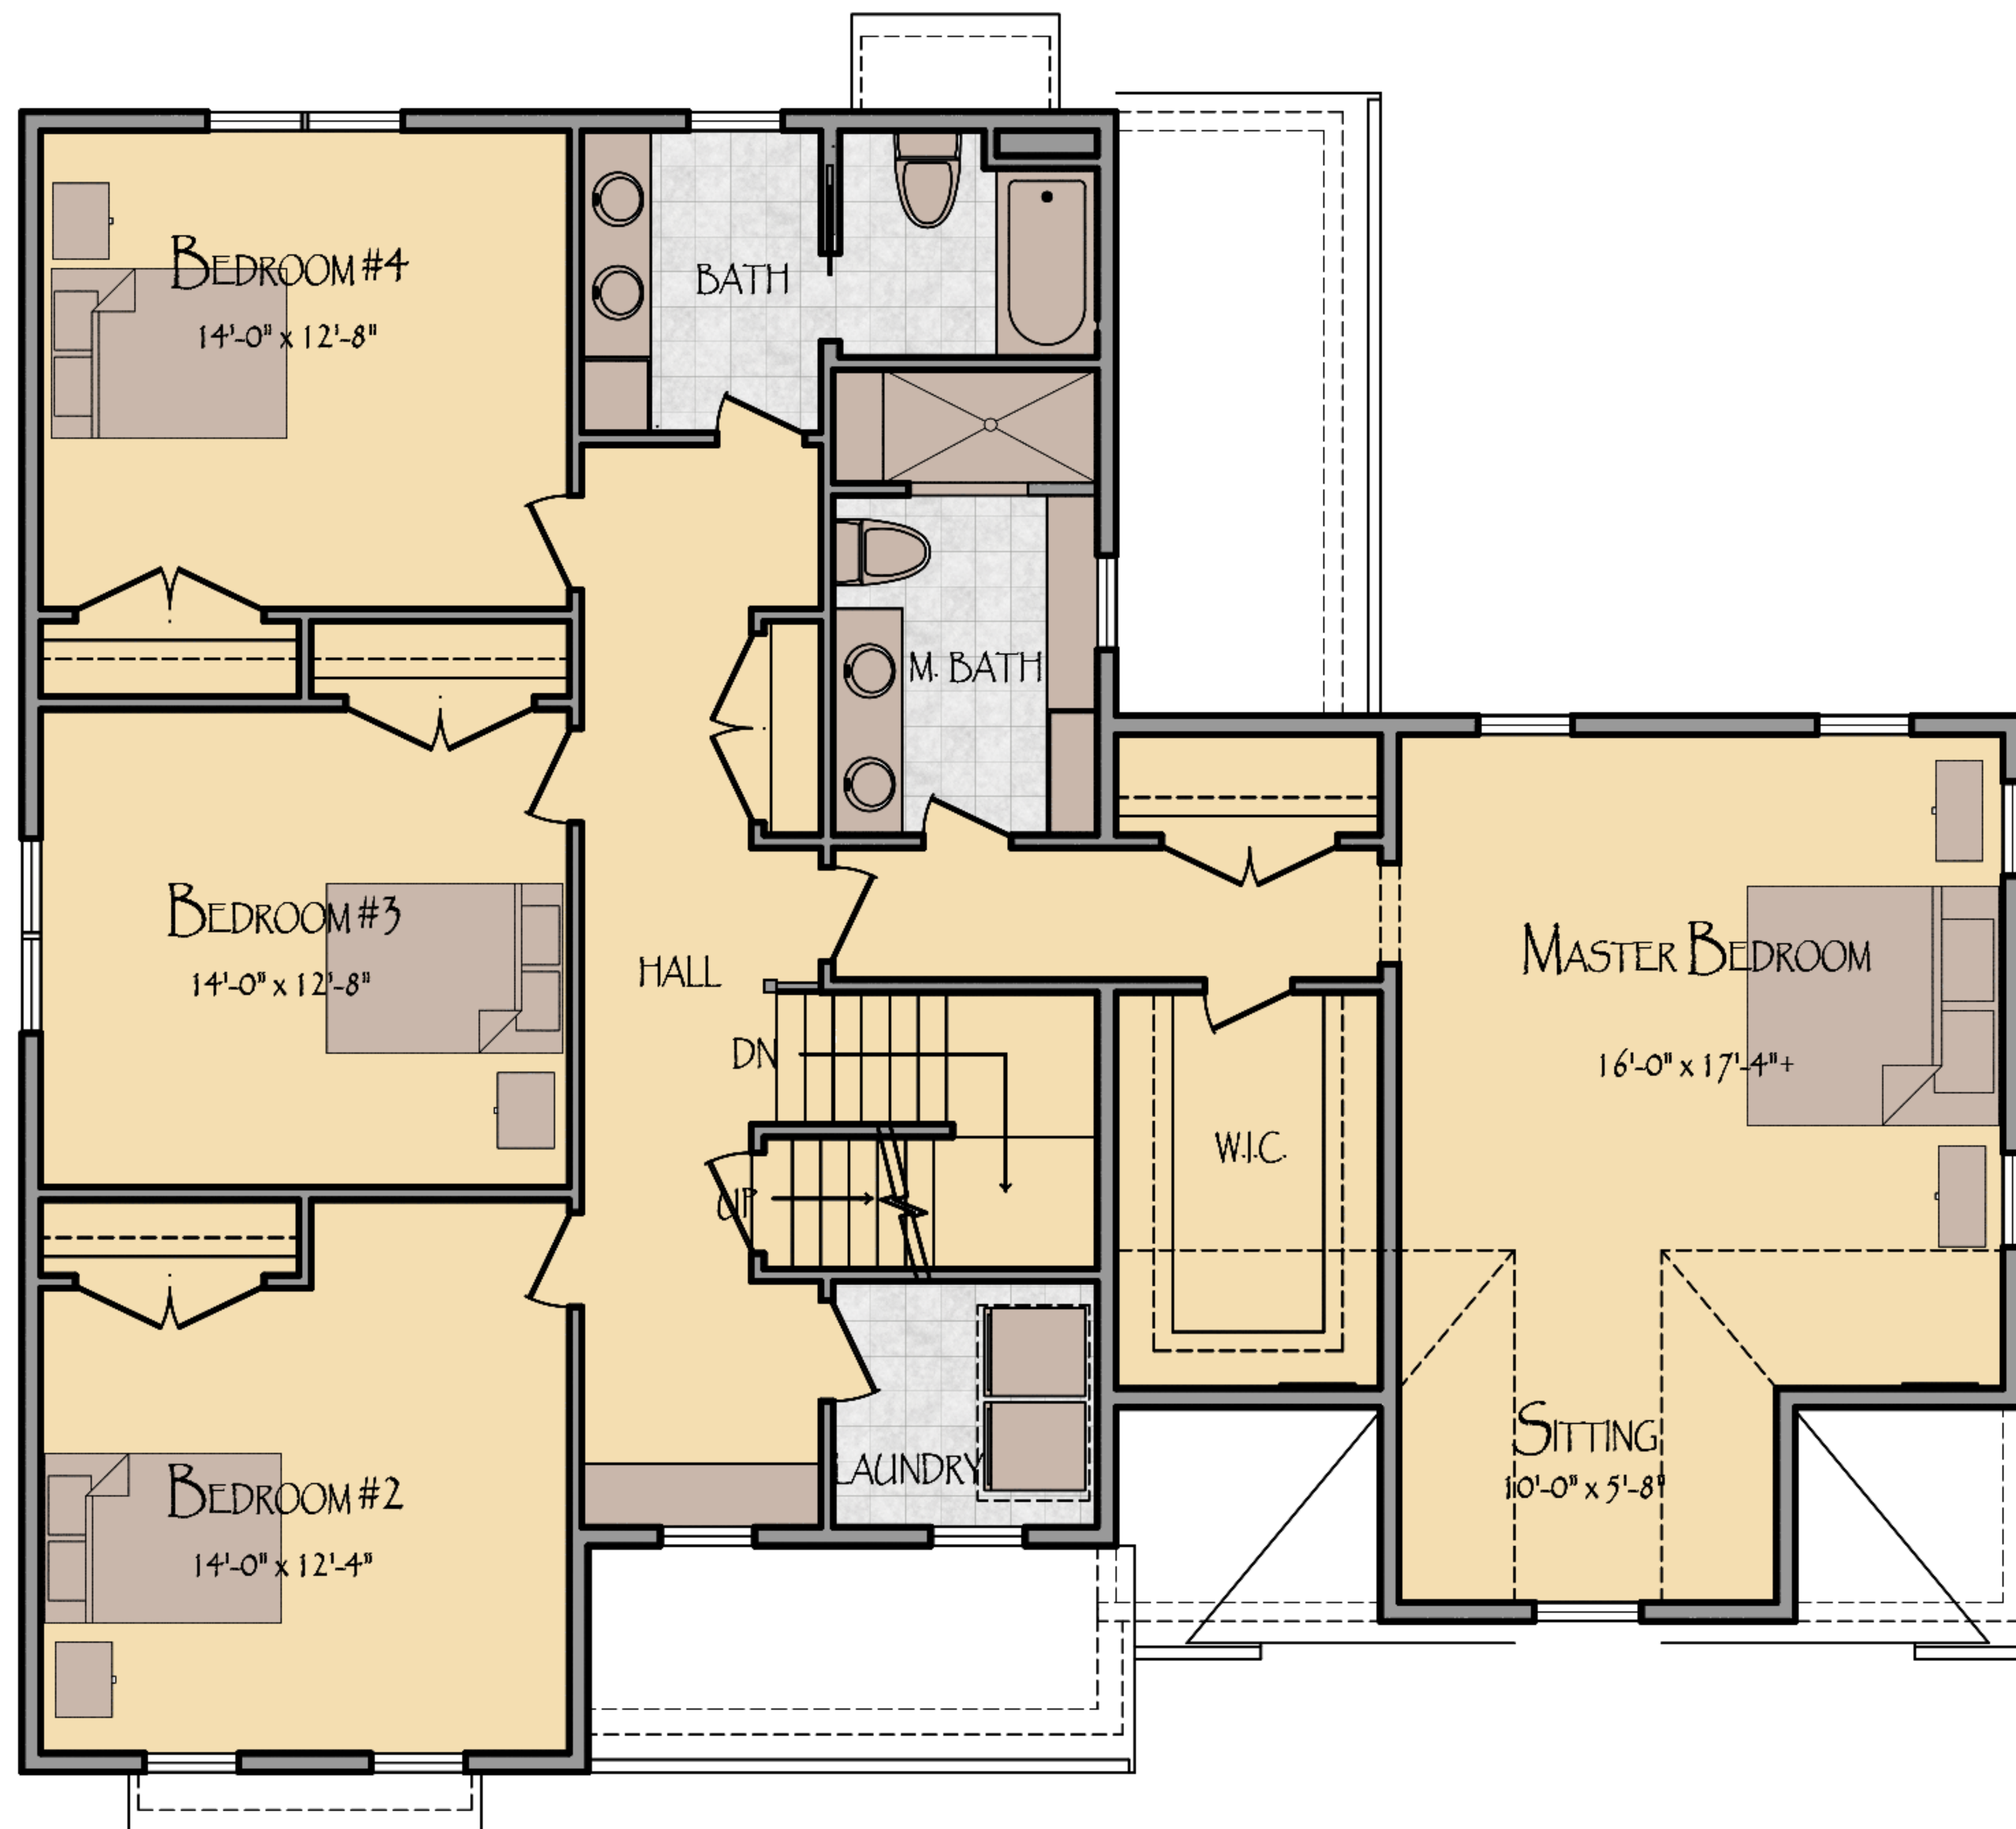 BEDROOM #4
14'-0" x 12'-8"
BATH
M. BATH
BEDROOM #3
14'-0" x 12'-8"
HALL
MASTER BEDROOM
16'-0" x 17'-4"+
DN
W.I.C.
UP
SITTING
10'-0" x 5'-8"
LAUNDRY
BEDROOM #2
14'-0" x 12'-4"